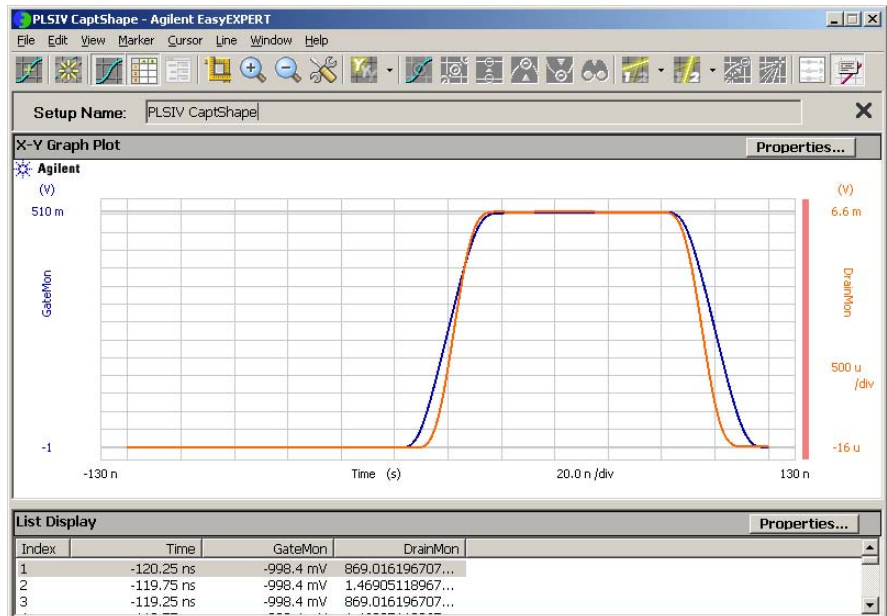 PLSIV CaptShape - Agilent EasyEXPERT
File Edit View Marker Cursor Line Window Help
Setup Name: PLSIV CaptShape
X-Y Graph Plot Properties...
Agilent
(V) (V)
510 m 6.6 m
GateMon
DrainMon
500 u
/div
-1 -16 u
-130 n Time (s) 20.0 n /div 130 n
List Display Properties...
Index Time GateMon DrainMon
1 -120.25 ns -998.4 mV 869.016196707...
2 -119.75 ns -998.4 mV 1.46905118967...
3 -119.25 ns -998.4 mV 869.016196707...